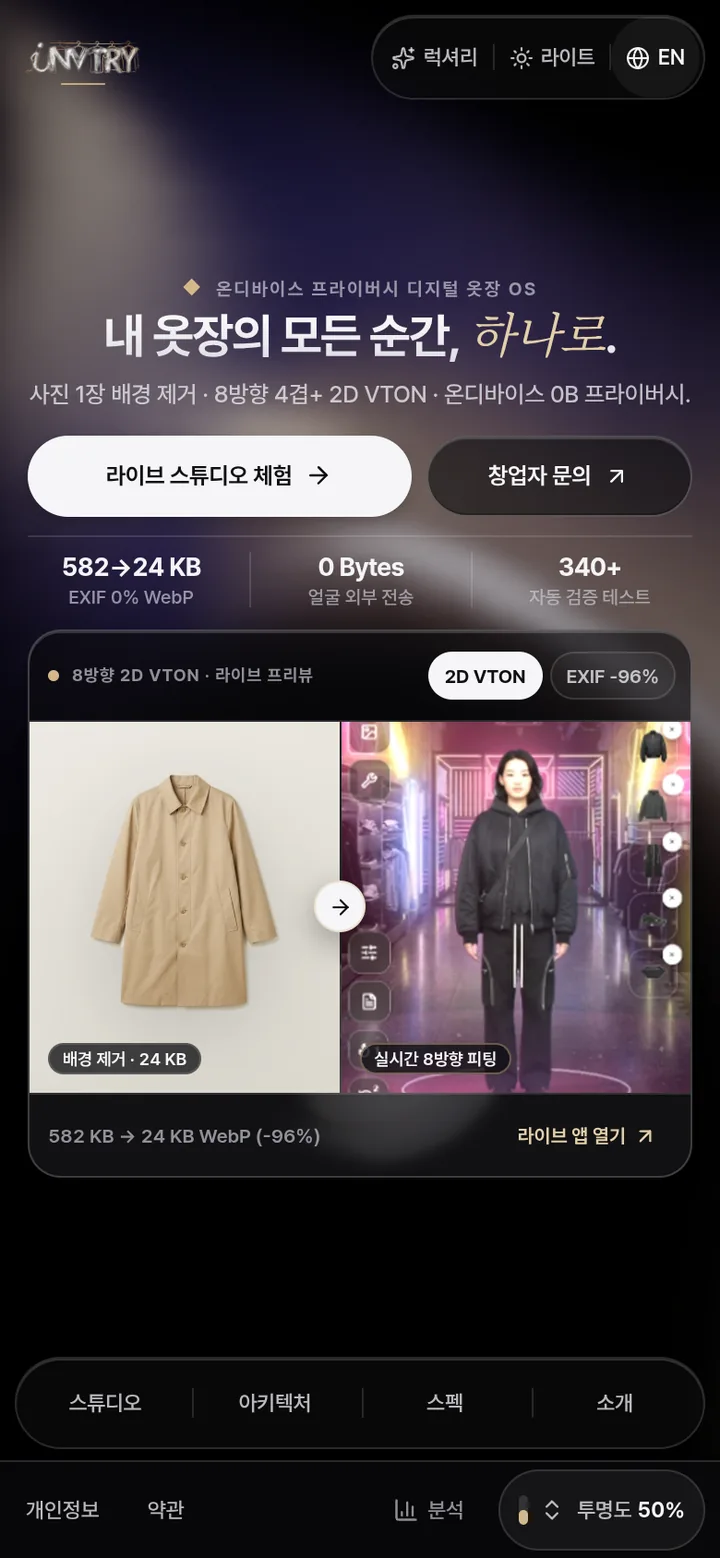 iNVTRY
럭셔리
라이트
EN
온디바이스 프라이버시 디지털 옷장 OS
내 옷장의 모든 순간, 하나로.
사진 1장 배경 제거 · 8방향 4겹+ 2D VTON · 온디바이스 0B 프라이버시.
라이브 스튜디오 체험 →
창업자 문의 ↗
582→24 KB
EXIF 0% WebP
0 Bytes
얼굴 외부 전송
340+
자동 검증 테스트
8방향 2D VTON · 라이브 프리뷰
2D VTON
EXIF -96%
배경 제거 · 24 KB
실시간 8방향 피팅
582 KB → 24 KB WebP (-96%)
라이브 앱 열기 ↗
스튜디오
아키텍처
스펙
소개
개인정보
약관
분석
투명도 50%